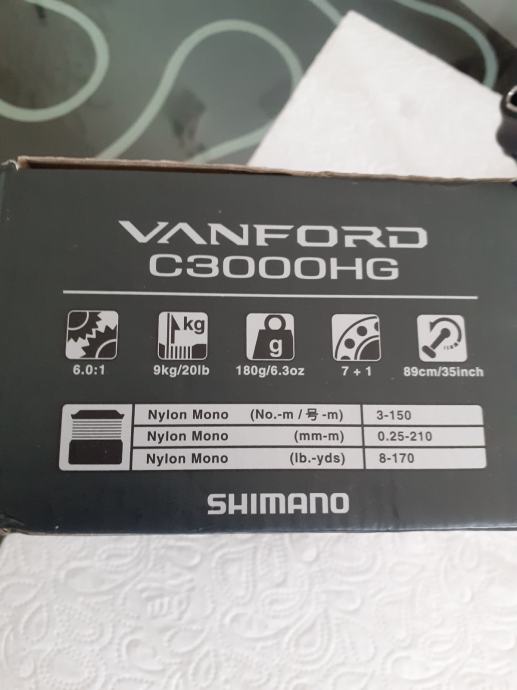 VANFORD
C3000HG
kg
g
6.0:1 9kg/20lb 180g/6.3oz 7 + 1 89cm/35inch
Nylon Mono (No.-m / 号-m) 3-150
Nylon Mono (mm-m) 0.25-210
Nylon Mono (lb.-yds) 8-170
SHIMANO